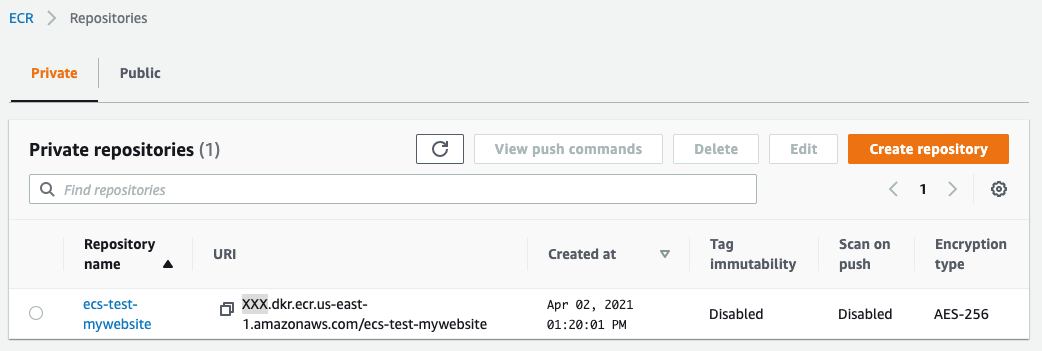 ECR > Repositories
Private Public
Private repositories (1) View push commands Delete Edit Create repository
Find repositories 1
Repository name URI Created at Tag immutability Scan on push Encryption type
ecs-test-
mywebsite
XXX.dkr.ecr.us-east-
1.amazonaws.com/ecs-test-mywebsite
Apr 02, 2021
01:20:01 PM
Disabled Disabled AES-256